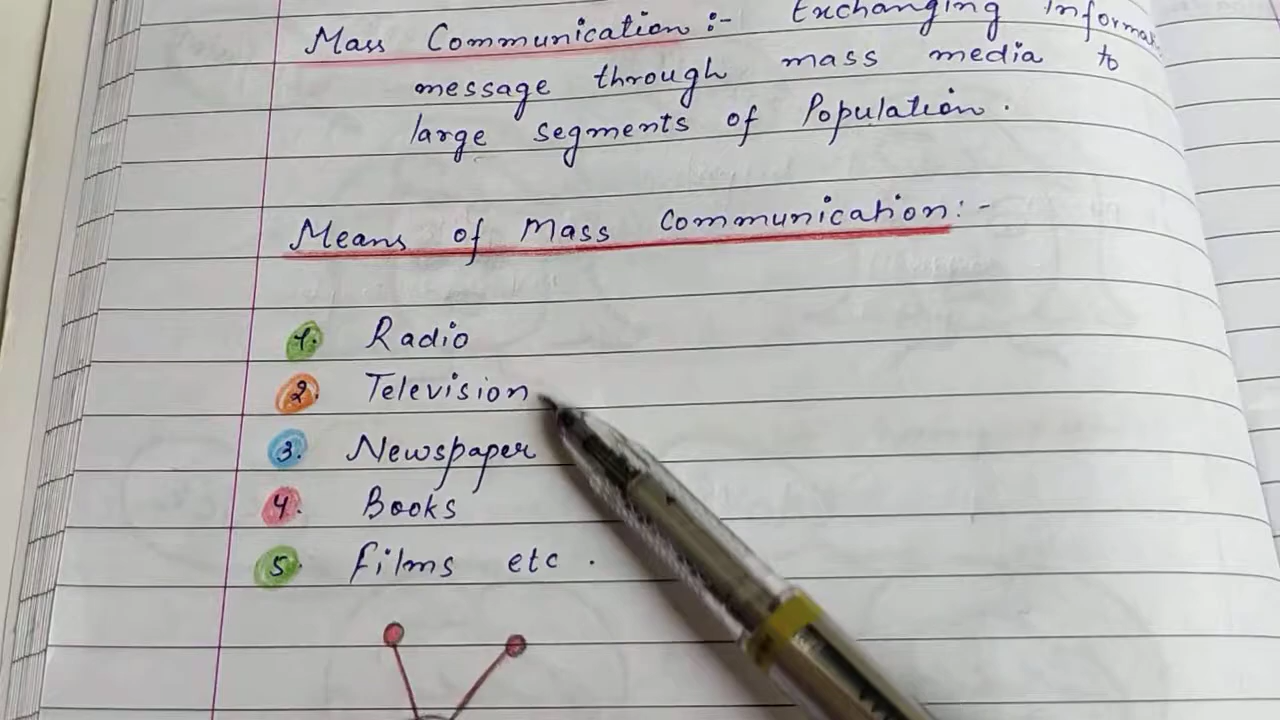 Mass Communication :- Exchanging
message through mass media to
large segments of Population.
Means of Mass Communication :-
1. Radio
2. Television
3. Newspaper
4. Books
5. Films etc.